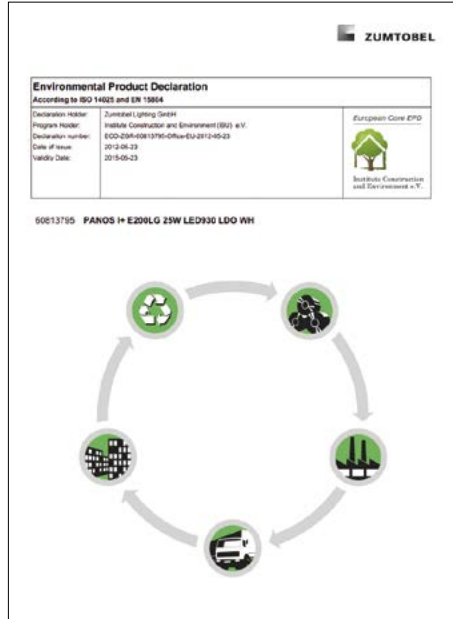 ZUMTOBEL
Environmental Product Declaration
According to ISO 14025 and EN 15804
Declaration Holder: Zumtobel Lighting GmbH
Program Holder: Institute Construction and Environment (IBU) e.V.
Declaration number:
Date of issue: 2012-05-23
Validity Date: 2015-05-23
European Core EPD
Institute Construction
and Environment e.V.
60813795 PANOS I+ E200LG 25W LED930 LDO WH